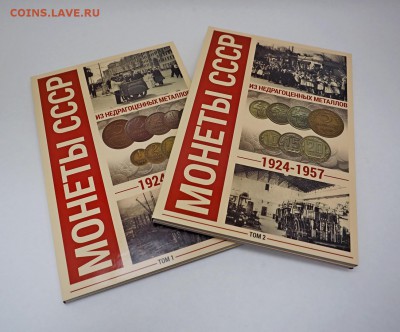 COINS.LAVE.RU
МОНЕТЫ СССР
ИЗ НЕДРАГОЦЕННЫХ МЕТАЛЛОВ
1924
ТОМ 1
МОНЕТЫ СССР
ИЗ НЕДРАГОЦЕННЫХ МЕТАЛЛОВ
1924-1957
ТОМ 2